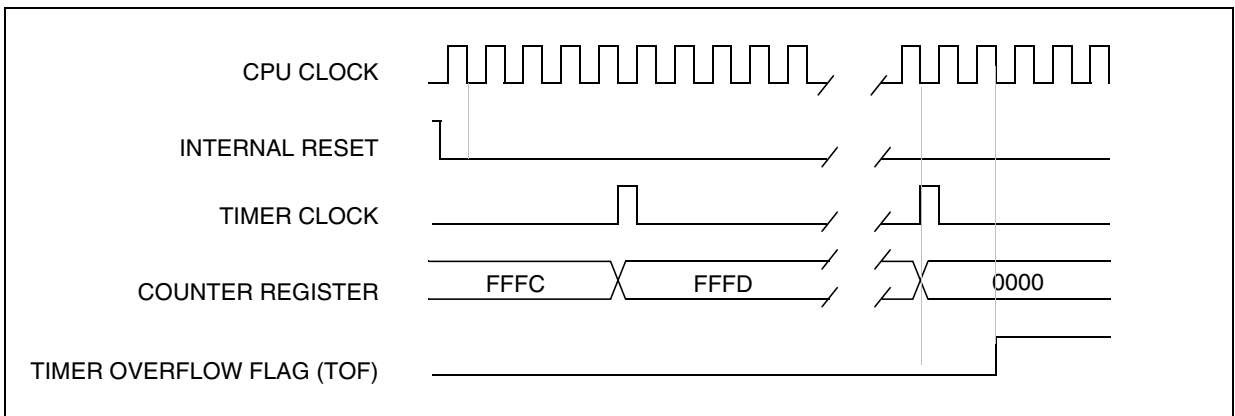 CPU CLOCK
INTERNAL RESET
TIMER CLOCK
COUNTER REGISTER FFFC FFFD 0000
TIMER OVERFLOW FLAG (TOF)